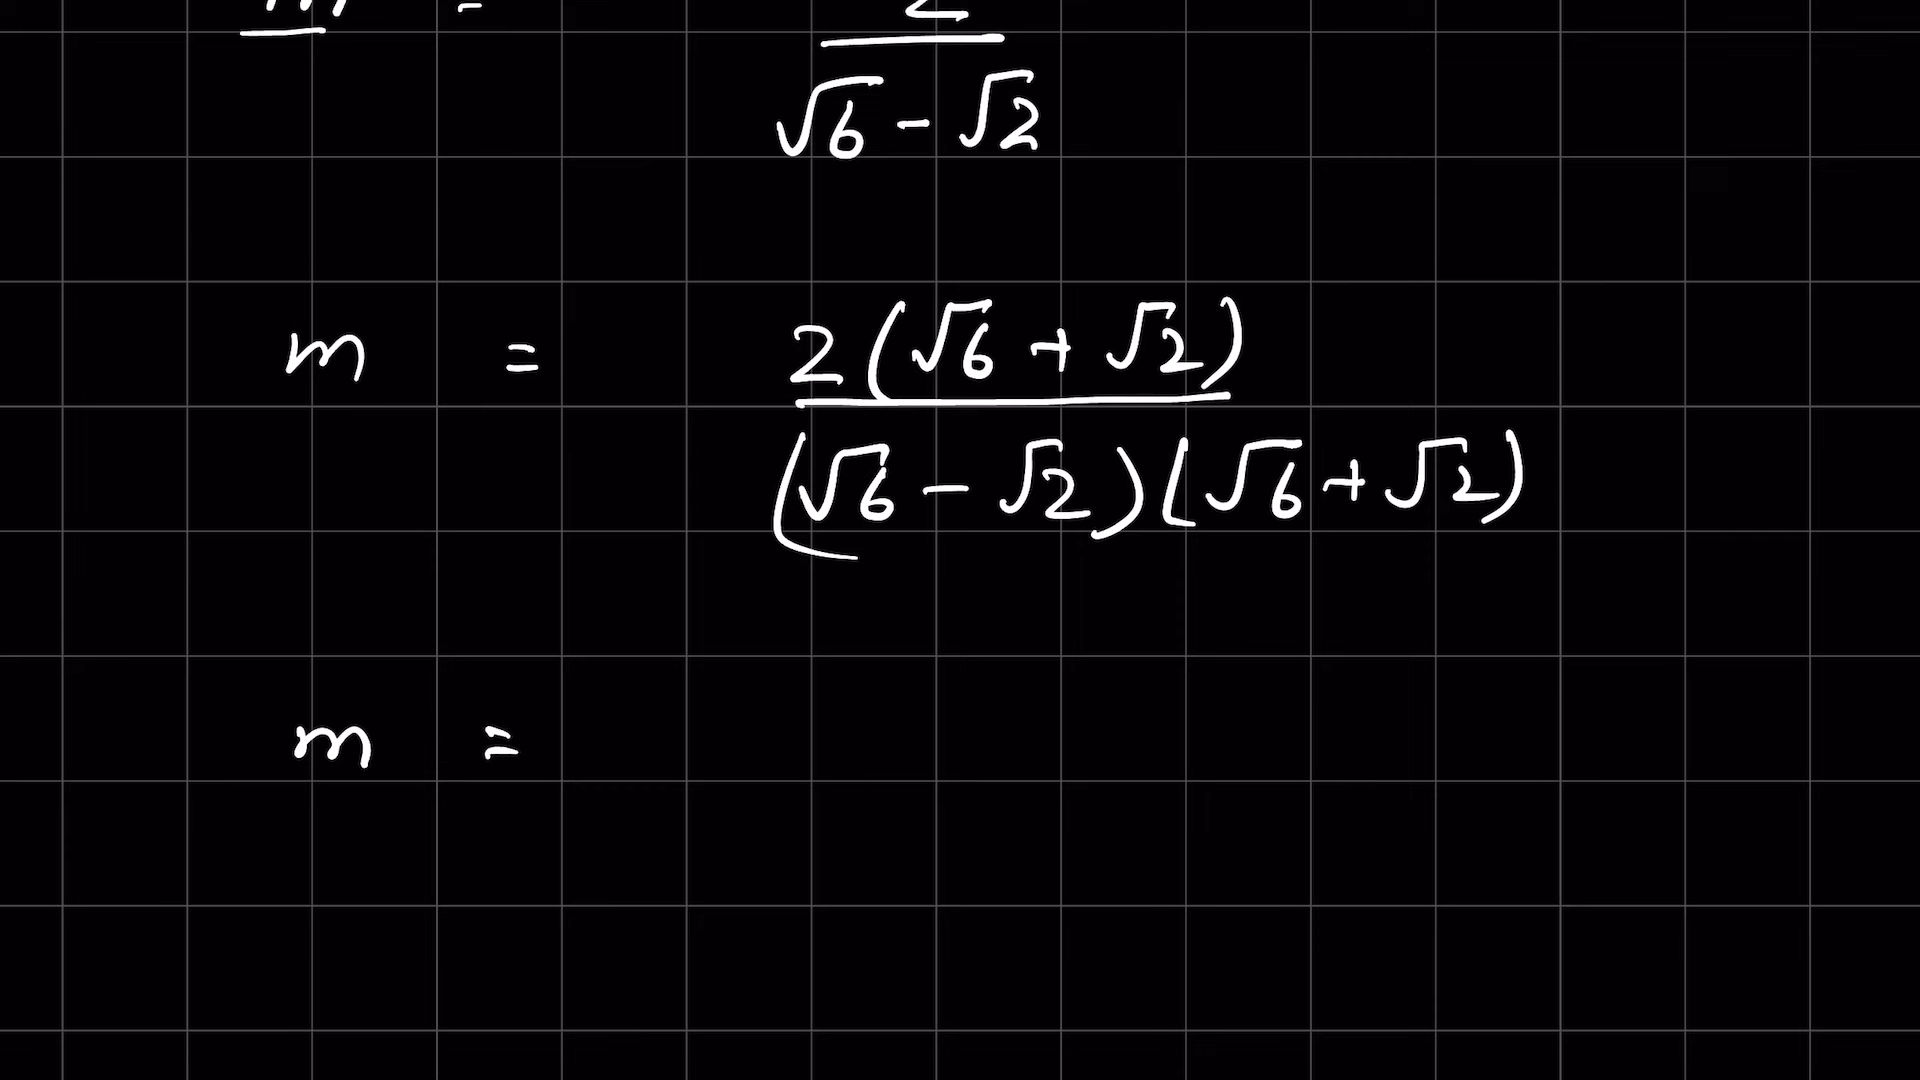 m = 2
√6 - √2
m = 2(√6 + √2)
(√6 - √2)(√6 + √2)
m =